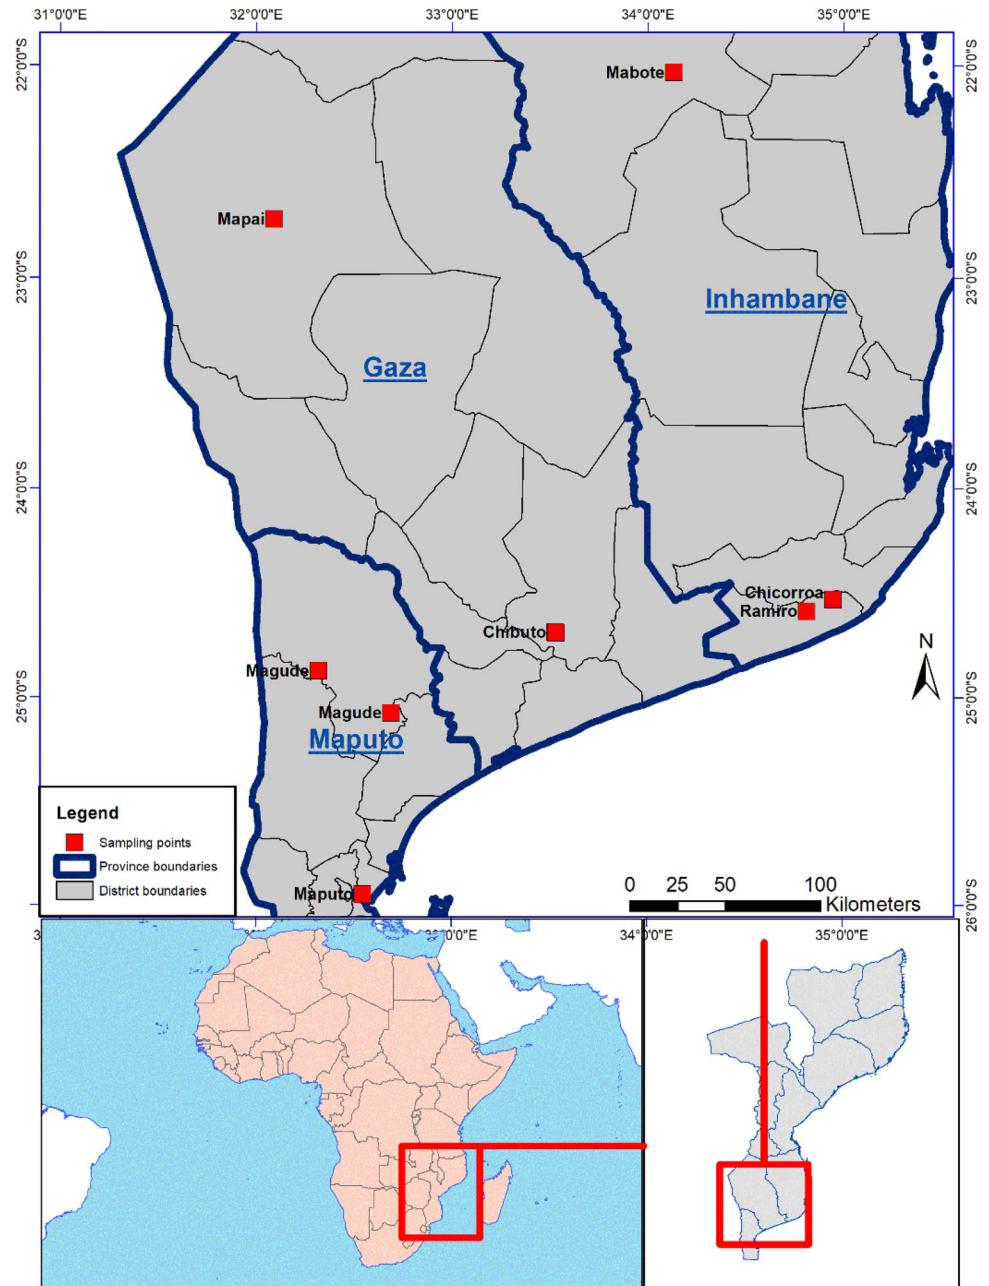 31°0'0"E 32°0'0"E 33°0'0"E 34°0'0"E 35°0'0"E
22°0'0"S
22°0'0"S
Mabote
Mapai
23°0'0"S
23°0'0"S
Inhambane
Gaza
24°0'0"S
24°0'0"S
Chicorroa
Ramiro
Chibuto
N
Magude
25°0'0"S
25°0'0"S
Magude
Maputo
Legend
Sampling points
Province boundaries
District boundaries
Maputo
0 25 50 100
Kilometers
26°0'0"S
34°0'0"E 35°0'0"E